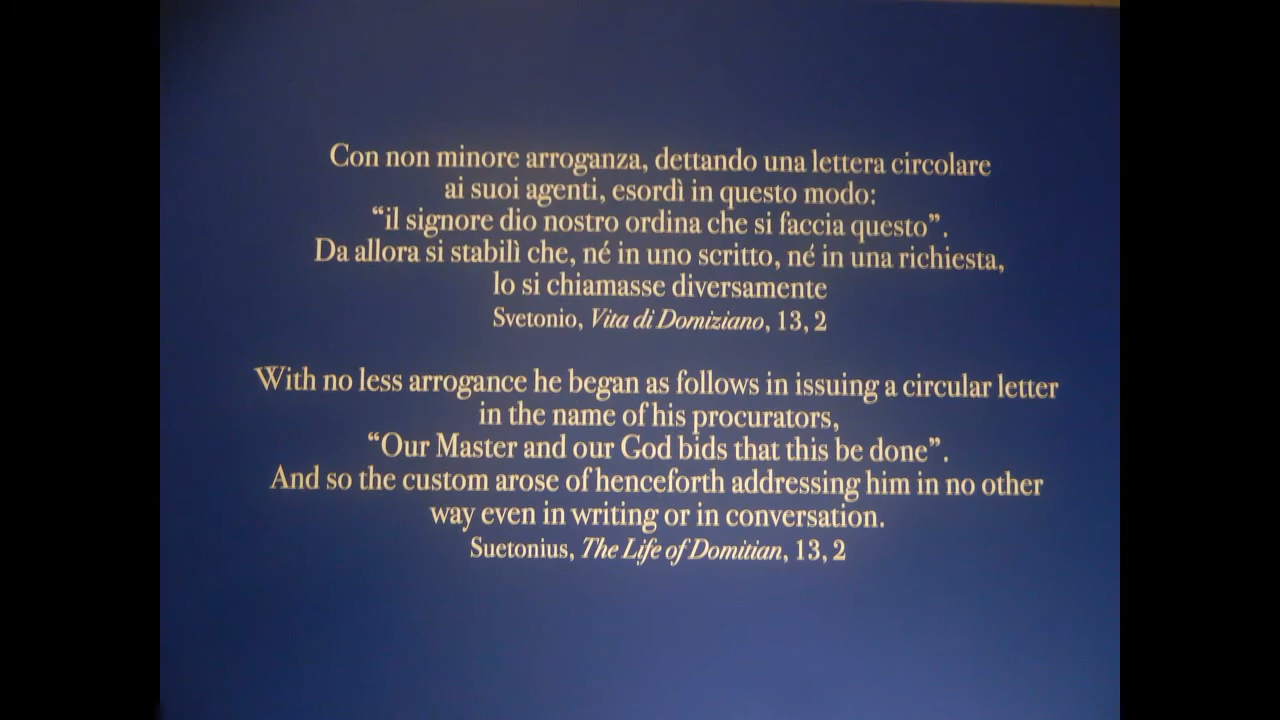 Con non minore arroganza, dettando una lettera circolare
ai suoi agenti, esordì in questo modo:
“il signore dio nostro ordina che si faccia questo”.
Da allora si stabilì che, né in uno scritto, né in una richiesta,
lo si chiamasse diversamente
Svetonio, Vita di Domiziano, 13, 2
With no less arrogance he began as follows in issuing a circular letter
in the name of his procurators,
“Our Master and our God bids that this be done”.
And so the custom arose of henceforth addressing him in no other
way even in writing or in conversation.
Suetonius, The Life of Domitian, 13, 2